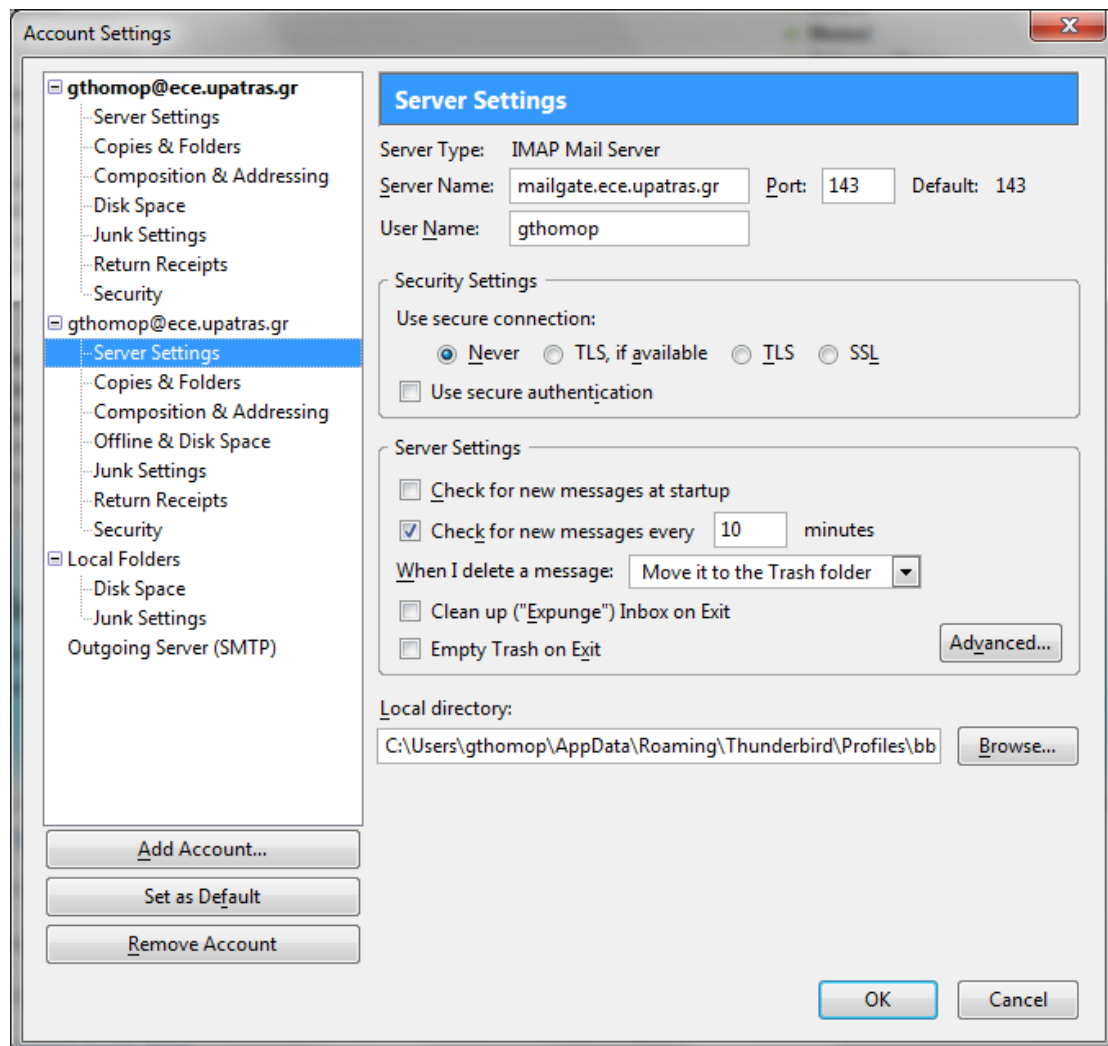 Account Settings
gthomop@ece.upatras.gr
Server Settings
Copies & Folders
Composition & Addressing
Disk Space
Junk Settings
Return Receipts
Security
gthomop@ece.upatras.gr
Server Settings
Copies & Folders
Composition & Addressing
Offline & Disk Space
Junk Settings
Return Receipts
Security
Local Folders
Disk Space
Junk Settings
Outgoing Server (SMTP)
Add Account...
Set as Default
Remove Account
Server Settings
Server Type: IMAP Mail Server
Server Name: mailgate.ece.upatras.gr Port: 143 Default: 143
User Name: gthomop
Security Settings
Use secure connection:
Never TLS, if available TLS SSL
Use secure authentication
Server Settings
Check for new messages at startup
Check for new messages every 10 minutes
When I delete a message: Move it to the Trash folder
Clean up ("Expunge") Inbox on Exit
Empty Trash on Exit
Advanced...
Local directory:
C:\Users\gthomop\AppData\Roaming\Thunderbird\Profiles\bb Browse...
OK Cancel